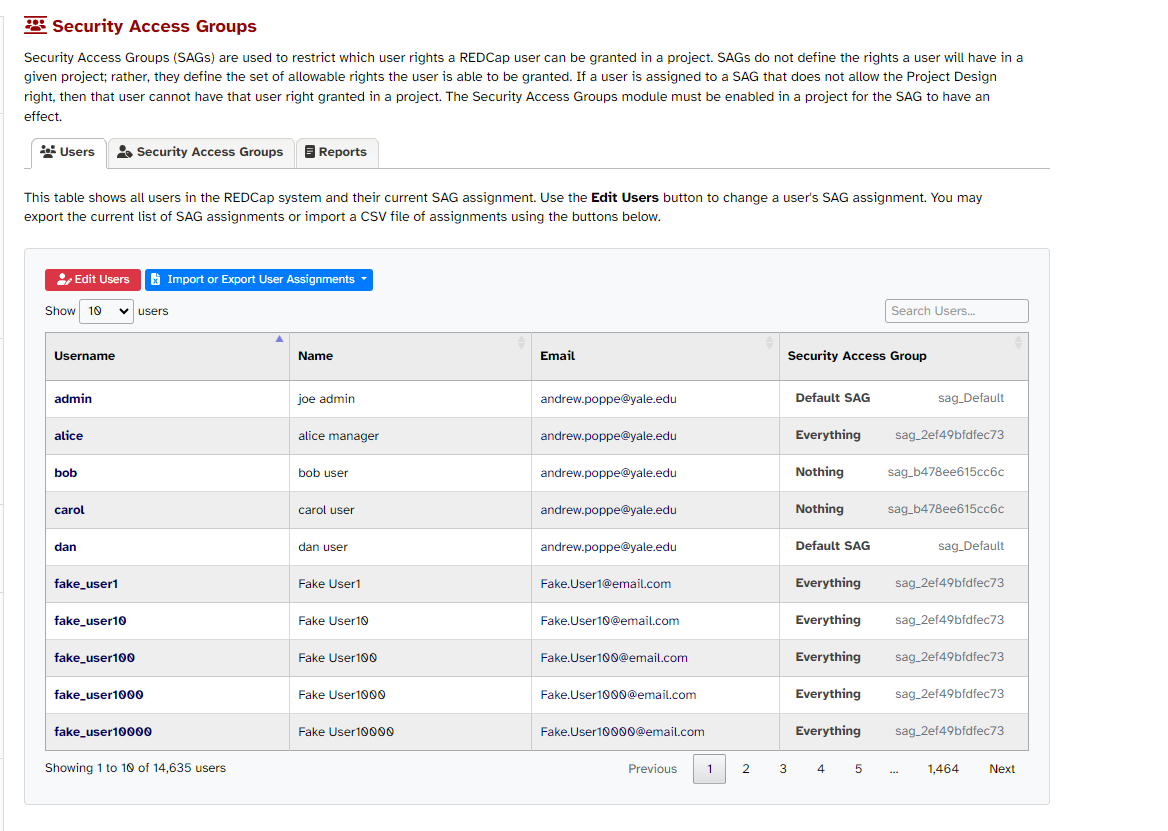 Security Access Groups
Security Access Groups (SAGs) are used to restrict which user rights a REDCap user can be granted in a project. SAGs do not define the rights a user will have in a
given project; rather, they define the set of allowable rights the user is able to be granted. If a user is assigned to a SAG that does not allow the Project Design
right, then that user cannot have that user right granted in a project. The Security Access Groups module must be enabled in a project for the SAG to have an
effect.
Users Security Access Groups Reports
This table shows all users in the REDCap system and their current SAG assignment. Use the Edit Users button to change a user's SAG assignment. You may
export the current list of SAG assignments or import a CSV file of assignments using the buttons below.
Edit Users Import or Export User Assignments
Show 10 users Search Users...
Username Name Email Security Access Group
admin joe admin andrew.poppe@yale.edu Default SAG sag_Default
alice alice manager andrew.poppe@yale.edu Everything sag_2ef49bfdfec73
bob bob user andrew.poppe@yale.edu Nothing sag_b478ee615cc6c
carol carol user andrew.poppe@yale.edu Nothing sag_b478ee615cc6c
dan dan user andrew.poppe@yale.edu Default SAG sag_Default
fake_user1 Fake User1 Fake.User1@email.com Everything sag_2ef49bfdfec73
fake_user10 Fake User10 Fake.User10@email.com Everything sag_2ef49bfdfec73
fake_user100 Fake User100 Fake.User100@email.com Everything sag_2ef49bfdfec73
fake_user1000 Fake User1000 Fake.User1000@email.com Everything sag_2ef49bfdfec73
fake_user10000 Fake User10000 Fake.User10000@email.com Everything sag_2ef49bfdfec73
Showing 1 to 10 of 14,635 users Previous 1 2 3 4 5 ... 1,464 Next